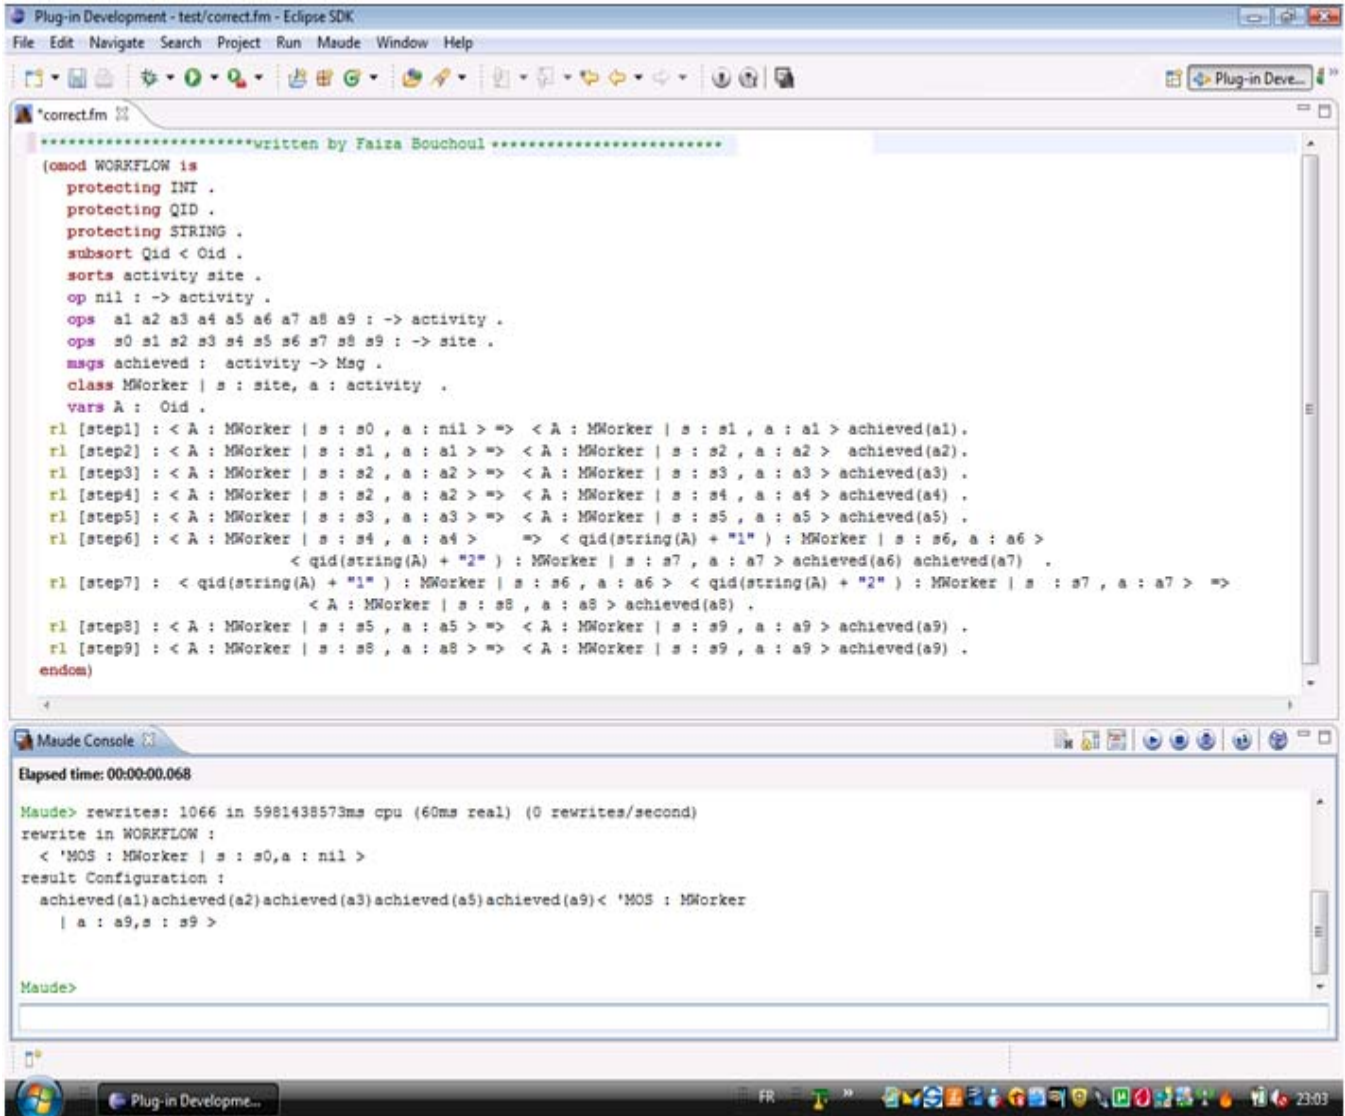 Plug-in Development - test/correct.fm - Eclipse SDK
File Edit Navigate Search Project Run Maude Window Help
Plug-in Deve...
*correct.fm
***********************written by Faiza Bouchoul *************************
(omod WORKFLOW is
protecting INT .
protecting QID .
protecting STRING .
subsort Qid < Oid .
sorts activity site .
op nil : -> activity .
ops a1 a2 a3 a4 a5 a6 a7 a8 a9 : -> activity .
ops s0 s1 s2 s3 s4 s5 s6 s7 s8 s9 : -> site .
msgs achieved : activity -> Msg .
class MWorker | s : site, a : activity .
vars A : Oid .
rl [step1] : < A : MWorker | s : s0 , a : nil > => < A : MWorker | s : s1 , a : a1 > achieved(a1).
rl [step2] : < A : MWorker | s : s1 , a : a1 > => < A : MWorker | s : s2 , a : a2 > achieved(a2).
rl [step3] : < A : MWorker | s : s2 , a : a2 > => < A : MWorker | s : s3 , a : a3 > achieved(a3) .
rl [step4] : < A : MWorker | s : s2 , a : a2 > => < A : MWorker | s : s4 , a : a4 > achieved(a4) .
rl [step5] : < A : MWorker | s : s3 , a : a3 > => < A : MWorker | s : s5 , a : a5 > achieved(a5) .
rl [step6] : < A : MWorker | s : s4 , a : a4 > => < qid(string(A) + "1" ) : MWorker | s : s6, a : a6 >
< qid(string(A) + "2" ) : MWorker | s : s7 , a : a7 > achieved(a6) achieved(a7) .
rl [step7] : < qid(string(A) + "1" ) : MWorker | s : s6 , a : a6 > < qid(string(A) + "2" ) : MWorker | s : s7 , a : a7 > =>
< A : MWorker | s : s8 , a : a8 > achieved(a8) .
rl [step8] : < A : MWorker | s : s5 , a : a5 > => < A : MWorker | s : s9 , a : a9 > achieved(a9) .
rl [step9] : < A : MWorker | s : s8 , a : a8 > => < A : MWorker | s : s9 , a : a9 > achieved(a9) .
endom)
Maude Console
Elapsed time: 00:00:00.068
Maude> rewrites: 1066 in 5981438573ms cpu (60ms real) (0 rewrites/second)
rewrite in WORKFLOW :
< 'MOS : MWorker | s : s0,a : nil >
result Configuration :
achieved(a1)achieved(a2)achieved(a3)achieved(a5)achieved(a9)< 'MOS : MWorker
| a : a9,s : s9 >
Maude>
Plug-in Developme...
FR
23:03